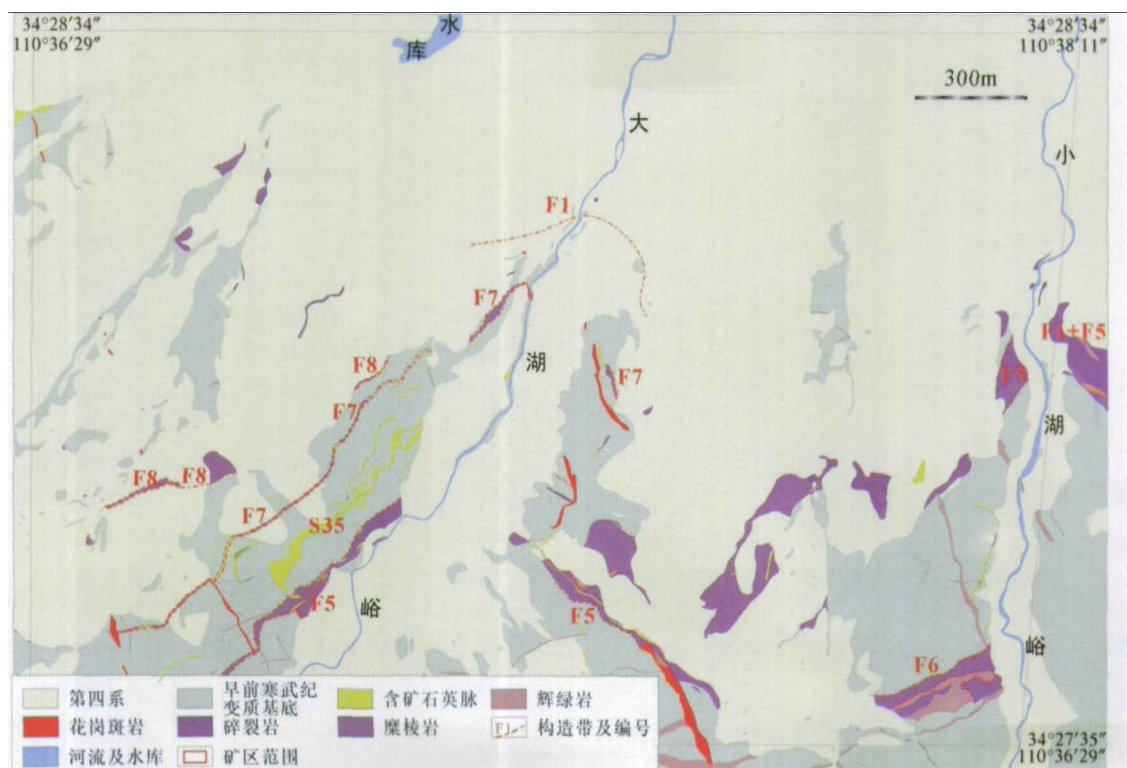 34°28′34″
110°36′29″
水
库
34°28′34″
110°38′11″
300m
大
小
F1
F7
湖
F1+F5
F8
F7
F5
F7
湖
F8
F8
F7
S35
F5
峪
F5
F6
峪
第四系
早前寒武纪
变质基底
含矿石英脉
辉绿岩
花岗斑岩
碎裂岩
糜棱岩
F1
构造带及编号
河流及水库
矿区范围
34°27′35″
110°36′29″